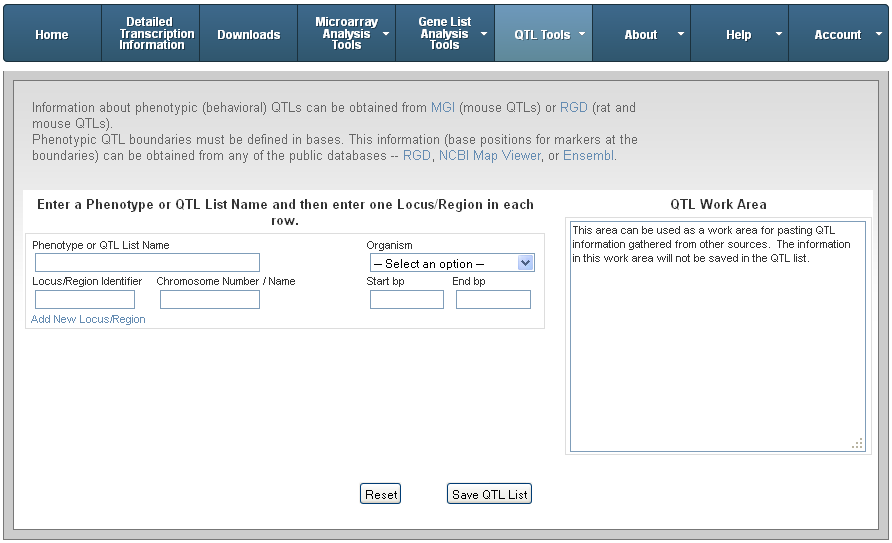 Home
Detailed
Transcription
Information
Downloads
Microarray
Analysis
Tools
Gene List
Analysis
Tools
QTL Tools
About
Help
Account
Information about phenotypic (behavioral) QTLs can be obtained from MGI (mouse QTLs) or RGD (rat and
mouse QTLs).
Phenotypic QTL boundaries must be defined in bases. This information (base positions for markers at the
boundaries) can be obtained from any of the public databases -- RGD, NCBI Map Viewer, or Ensembl.
Enter a Phenotype or QTL List Name and then enter one Locus/Region in each
row.
Phenotype or QTL List Name
Organism
-- Select an option --
Locus/Region Identifier
Chromosome Number / Name
Start bp
End bp
Add New Locus/Region
QTL Work Area
This area can be used as a work area for pasting QTL
information gathered from other sources.  The information
in this work area will not be saved in the QTL list.
Reset
Save QTL List